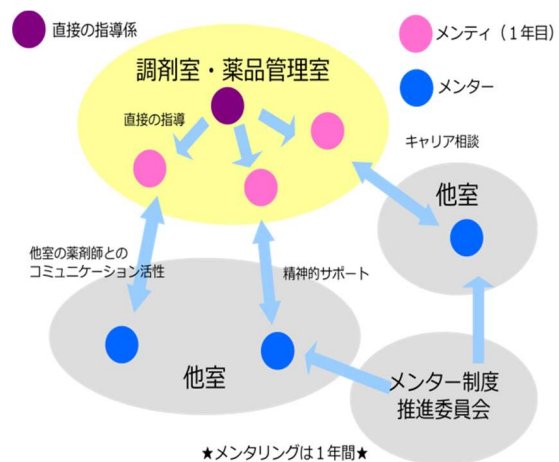 直接の指導係
メンティ（１年目）
メンター
調剤室・薬品管理室
直接の指導
キャリア相談
他室
他室の薬剤師との
コミュニケーション活性
精神的サポート
他室
メンター制度
推進委員会
★メンタリングは１年間★